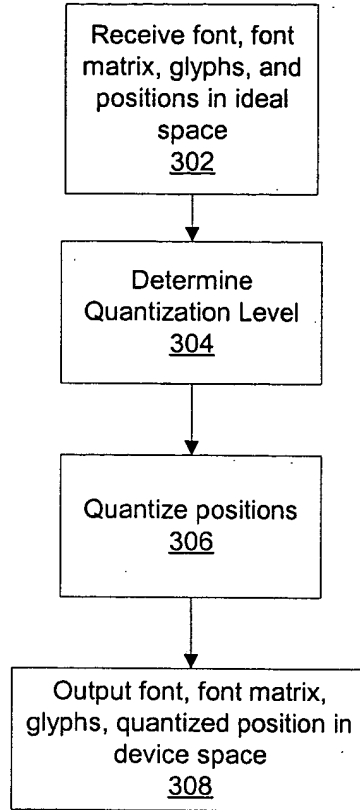 Receive font, font
matrix, glyphs, and
positions in ideal
space
302
Determine
Quantization Level
304
Quantize positions
306
Output font, font matrix,
glyphs, quantized position in
device space
308